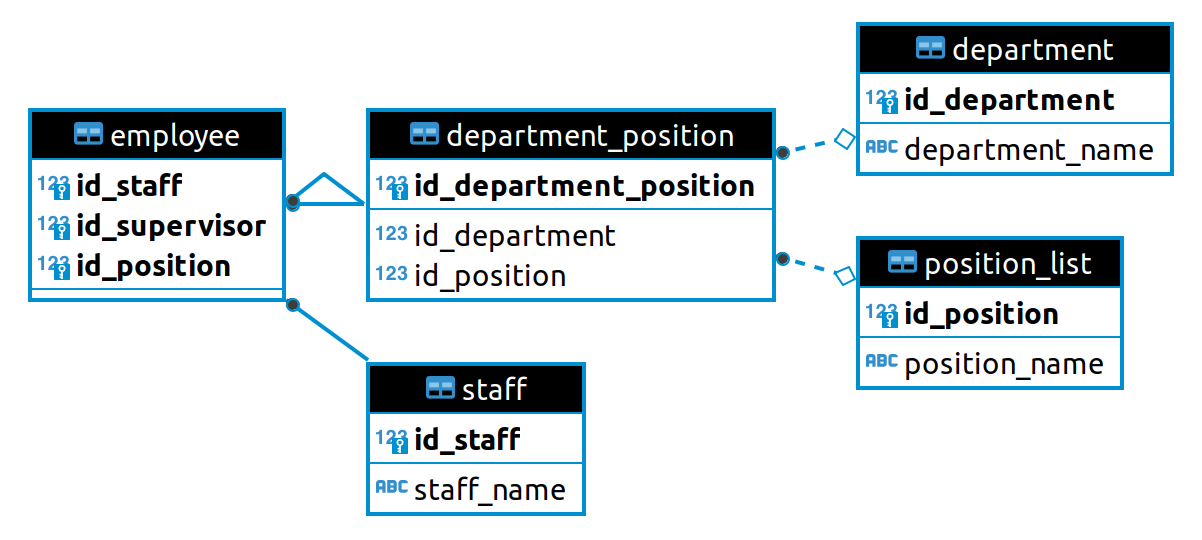 employee
123 id_staff
123 id_supervisor
123 id_position
department_position
123 id_department_position
123 id_department
123 id_position
department
123 id_department
ABC department_name
position_list
123 id_position
ABC position_name
staff
123 id_staff
ABC staff_name